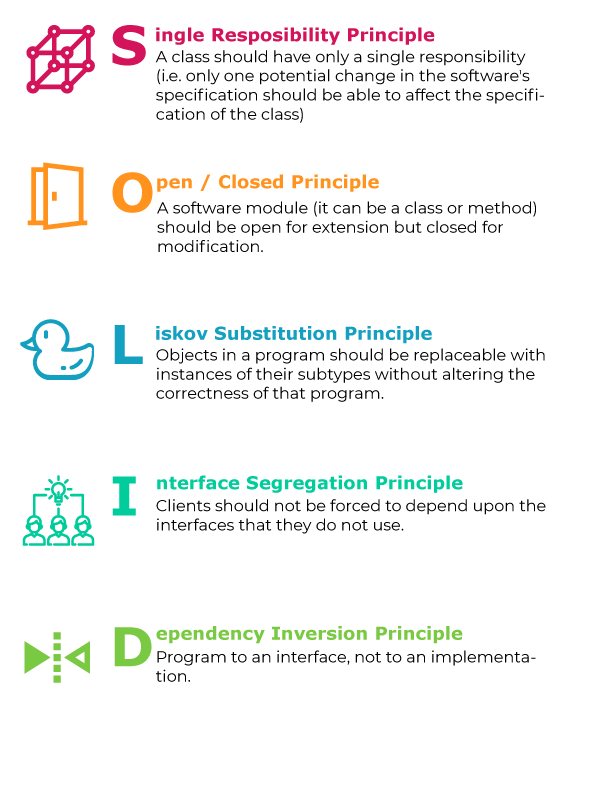 Single Resposibility Principle
A class should have only a single responsibility
(i.e. only one potential change in the software's
specification should be able to affect the specifi-
cation of the class)
Open / Closed Principle
A software module (it can be a class or method)
should be open for extension but closed for
modification.
Liskov Substitution Principle
Objects in a program should be replaceable with
instances of their subtypes without altering the
correctness of that program.
Interface Segregation Principle
Clients should not be forced to depend upon the
interfaces that they do not use.
Dependency Inversion Principle
Program to an interface, not to an implementa-
tion.